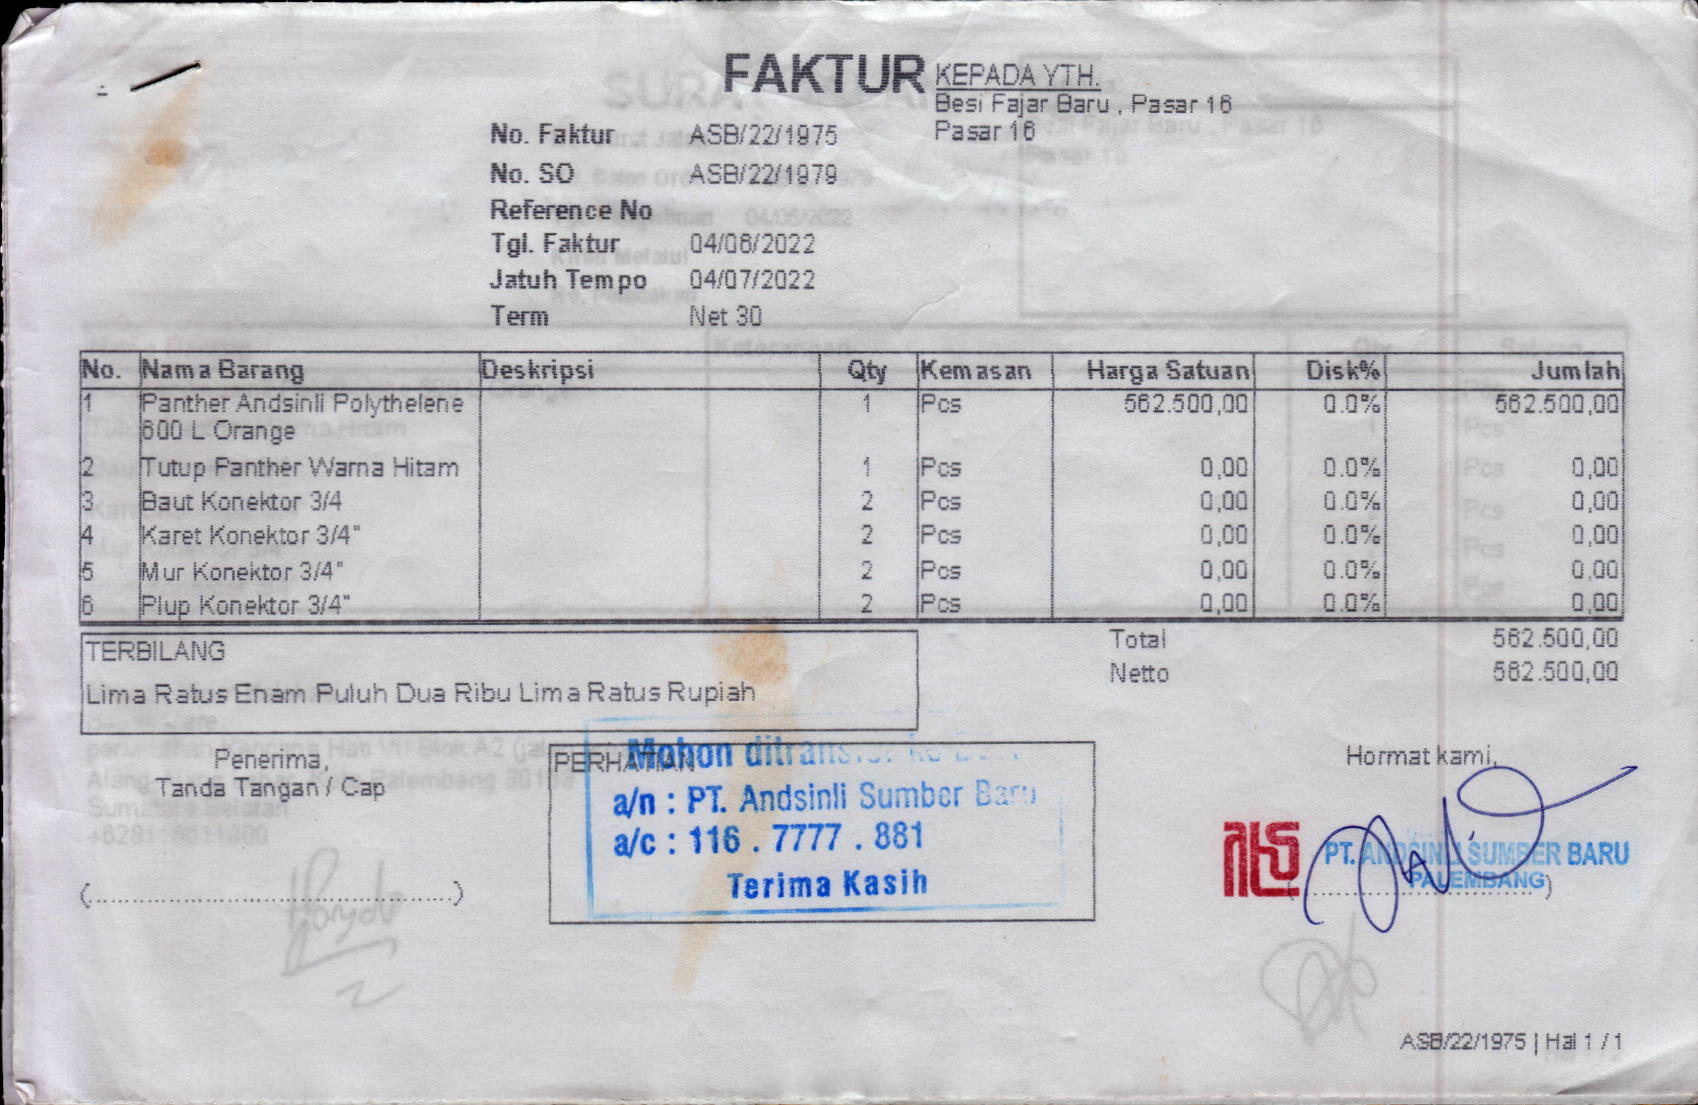 FAKTUR
KEPADA YTH.
Besi Fajar Baru , Pasar 16
Pasar 16
No. Faktur ASB/22/1975
No. SO ASB/22/1979
Reference No
Tgl. Faktur 04/06/2022
Jatuh Tempo 04/07/2022
Term Net 30
No. Nama Barang Deskripsi Qty Kemasan Harga Satuan Disk% Jumlah
1 Panther Andsinli Polythelene 1 Pcs 562.500,00 0.0% 562.500,00
600 L Orange
2 Tutup Panther Warna Hitam 1 Pcs 0,00 0.0% 0,00
3 Baut Konektor 3/4 2 Pcs 0,00 0.0% 0,00
4 Karet Konektor 3/4" 2 Pcs 0,00 0.0% 0,00
5 Mur Konektor 3/4" 2 Pcs 0,00 0.0% 0,00
6 Plup Konektor 3/4" 2 Pcs 0,00 0.0% 0,00
TERBILANG
Lima Ratus Enam Puluh Dua Ribu Lima Ratus Rupiah
Total 562.500,00
Netto 562.500,00
Penerima,
Tanda Tangan / Cap
(........................................)
PERHATIAN
Mohon ditransfer ke
a/n : PT. Andsinli Sumber Baru
a/c : 116 . 7777 . 881
Terima Kasih
Hormat kami,
PT. ANDSINLI SUMBER BARU
PALEMBANG
ASB/22/1975 | Hal 1 / 1